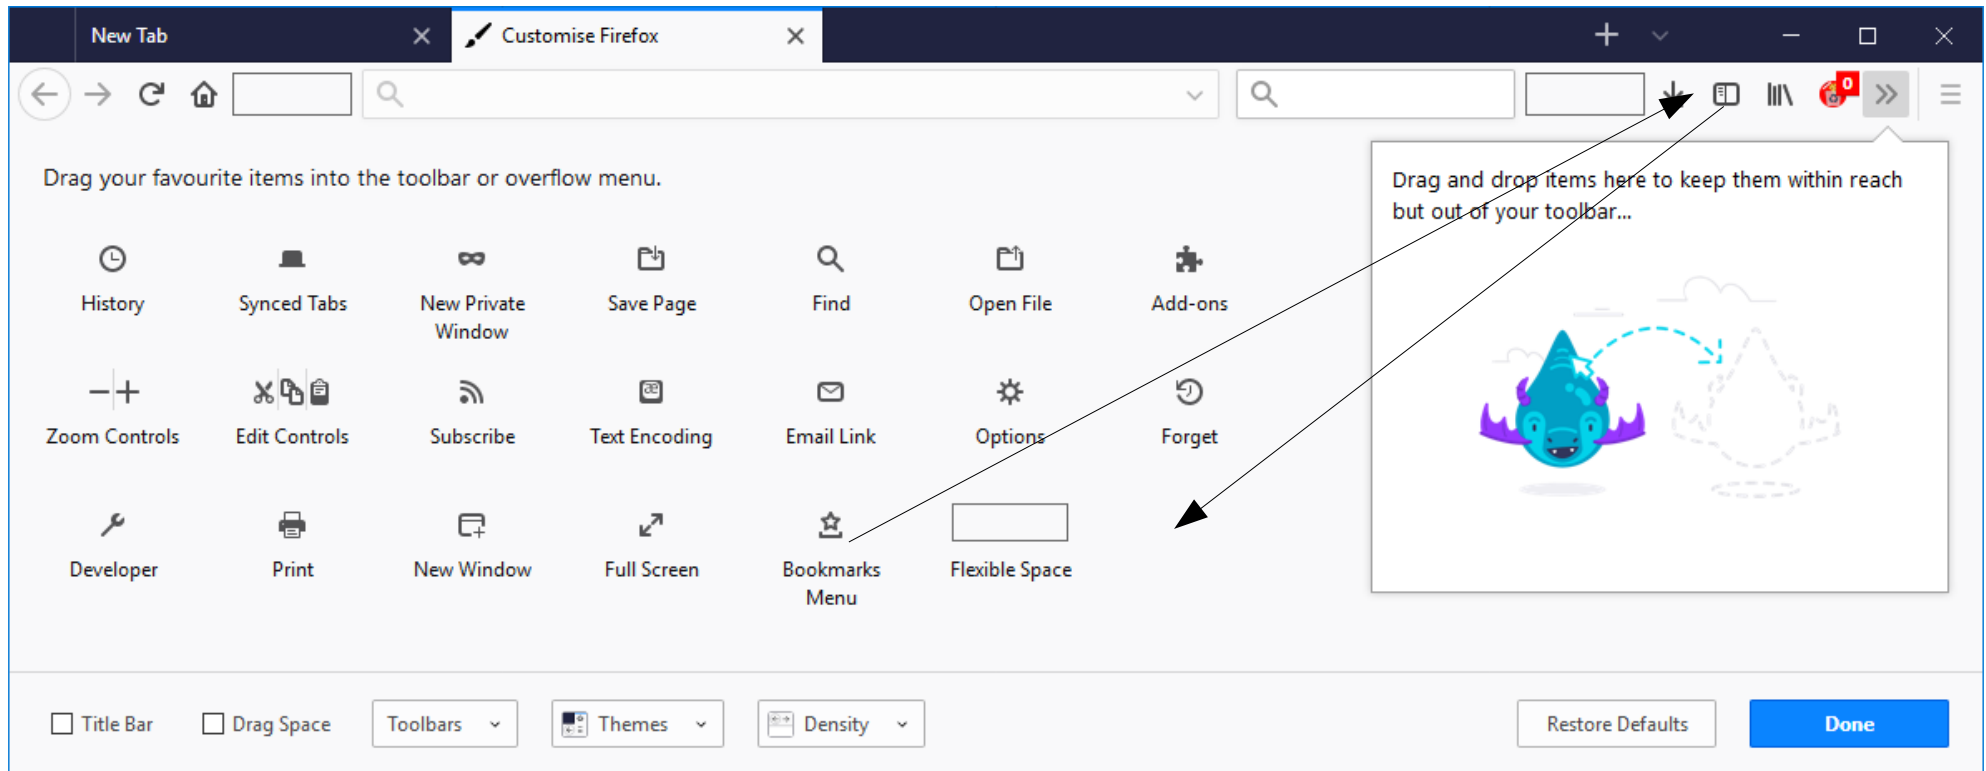 New Tab
Customise Firefox
0
Drag your favourite items into the toolbar or overflow menu.
Drag and drop items here to keep them within reach
but out of your toolbar...
History
Synced Tabs
New Private
Window
Save Page
Find
Open File
Add-ons
Zoom Controls
Edit Controls
Subscribe
æ
Text Encoding
Email Link
Options
Forget
Developer
Print
New Window
Full Screen
Bookmarks
Menu
Flexible Space
Title Bar
Drag Space
Toolbars
Themes
Density
Restore Defaults
Done